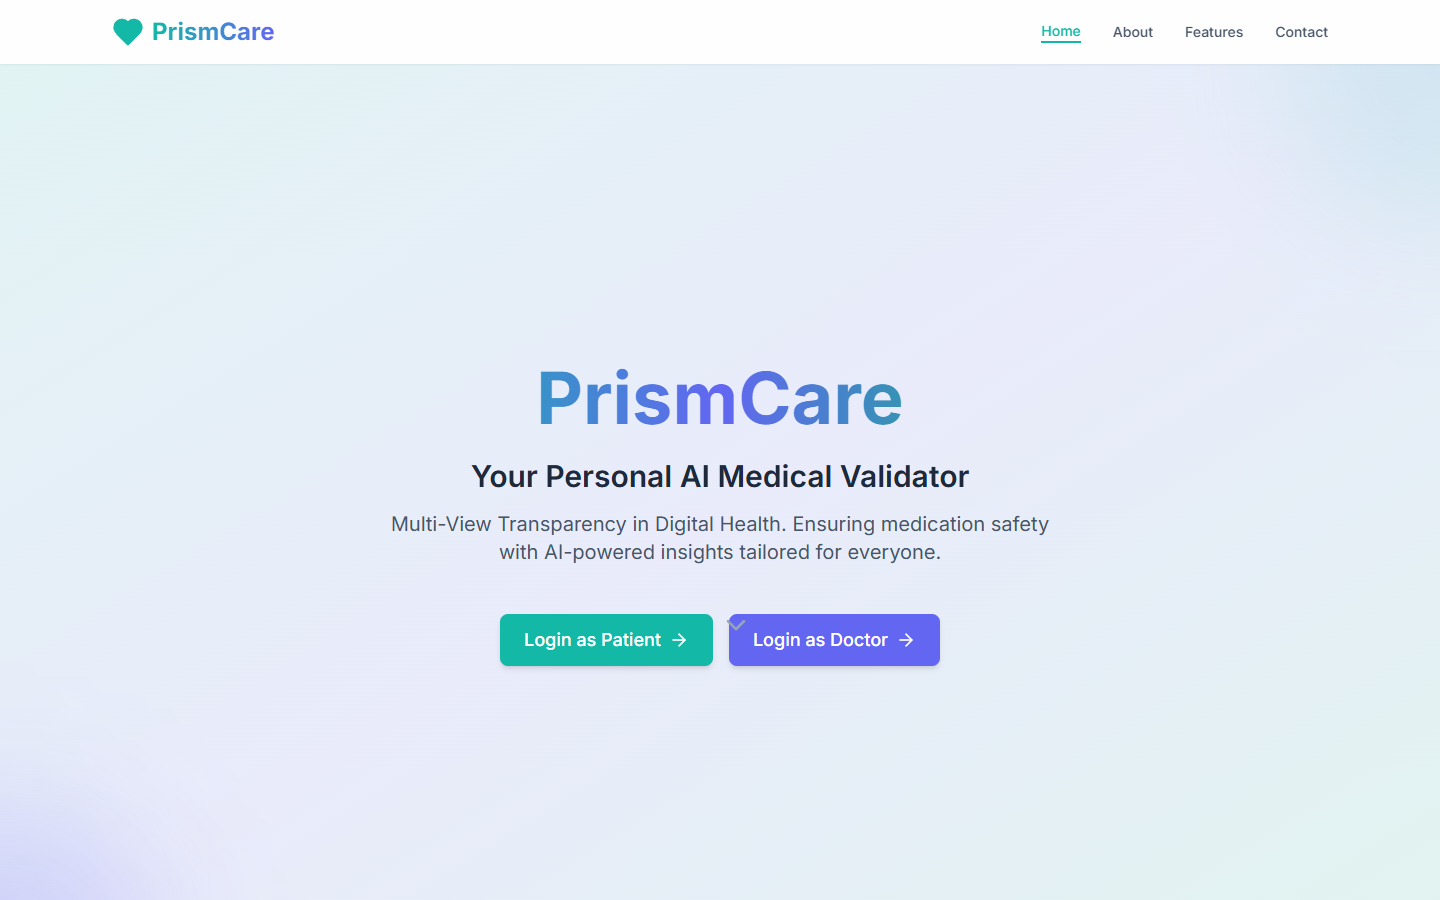 PrismCare
Home
About
Features
Contact
PrismCare
Your Personal AI Medical Validator
Multi-View Transparency in Digital Health. Ensuring medication safety
with AI-powered insights tailored for everyone.
Login as Patient
Login as Doctor